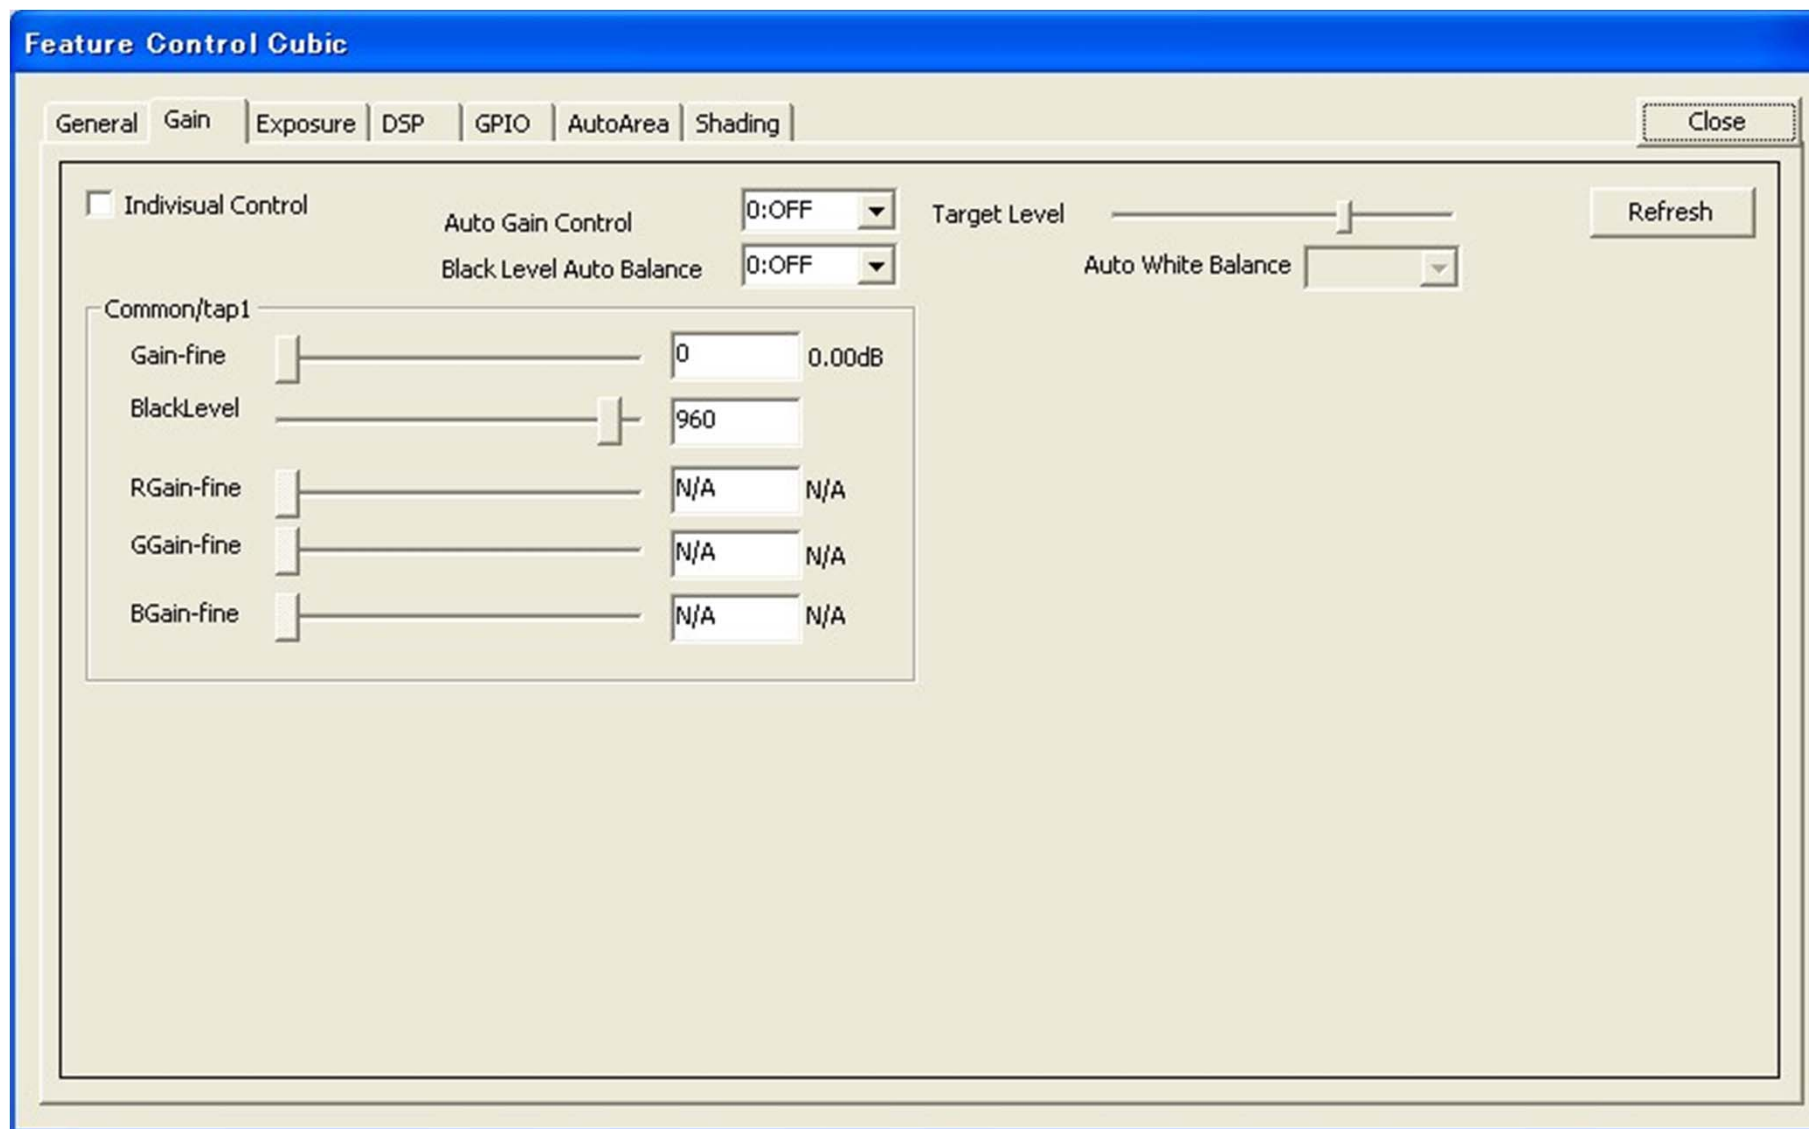 Feature Control Cubic
General Gain Exposure DSP GPIO AutoArea Shading Close
Indivisual Control
Auto Gain Control 0:OFF Target Level Refresh
Black Level Auto Balance 0:OFF Auto White Balance
Common/tap1
Gain-fine 0 0.00dB
BlackLevel 960
RGain-fine N/A N/A
GGain-fine N/A N/A
BGain-fine N/A N/A